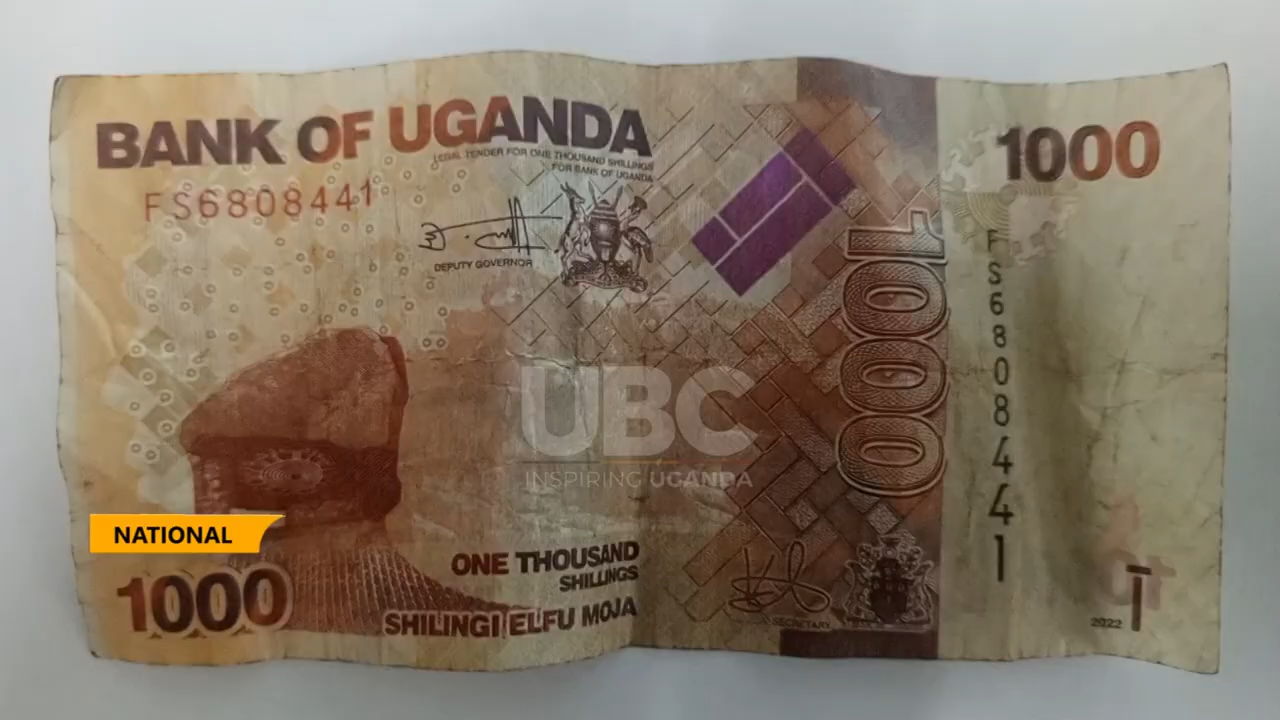 BANK OF UGANDA
LEGAL TENDER FOR ONE THOUSAND SHILLINGS
FOR BANK OF UGANDA
FS6808441
DEPUTY GOVERNOR
1000
1000
FS6808441
UBC
INSPIRING UGANDA
NATIONAL
1000
ONE THOUSAND
SHILLINGS
SHILINGI ELFU MOJA
SECRETARY
2022